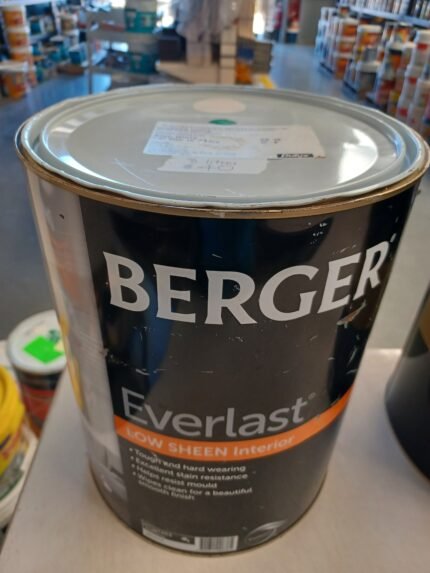 BERGER
Everlast®
LOW SHEEN Interior
• Tough and hard wearing
• Excellent stain resistance
• Helps resist mould
• Wipes clean for a beautiful
smooth finish